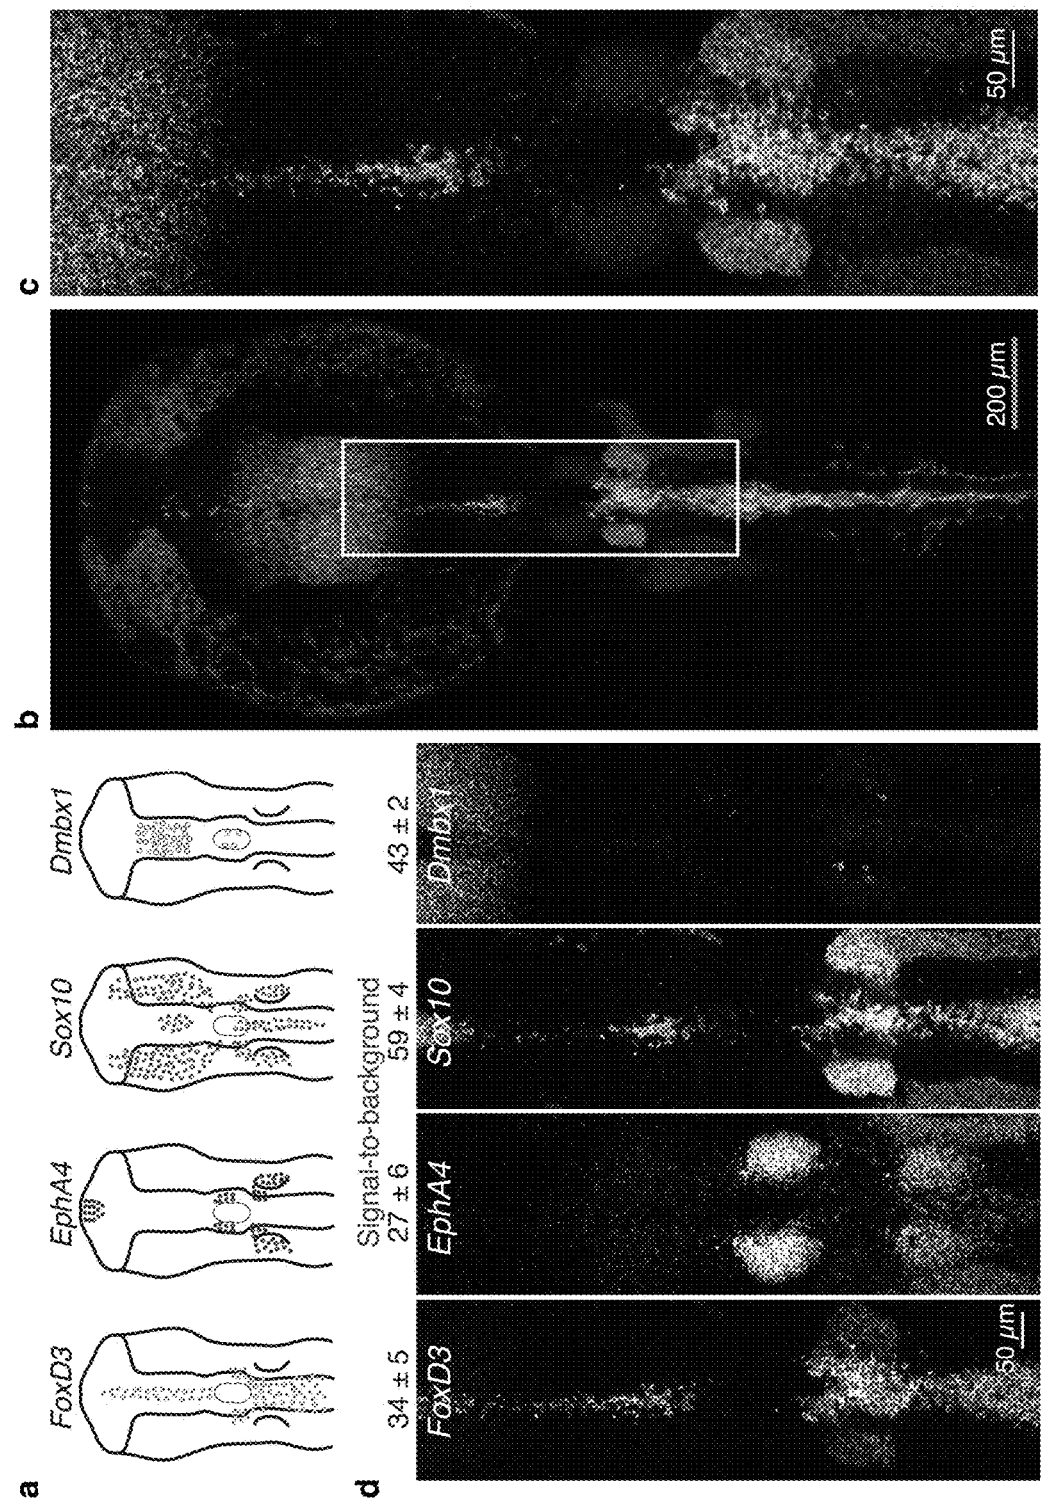 a
FoxD3 EphA4 Sox10 Dmbx1
b
200 μm
c
50 μm
d
Signal-to-background
34 ± 5 27 ± 6 59 ± 4 43 ± 2
FoxD3 EphA4 Sox10 Dmbx1
50 μm